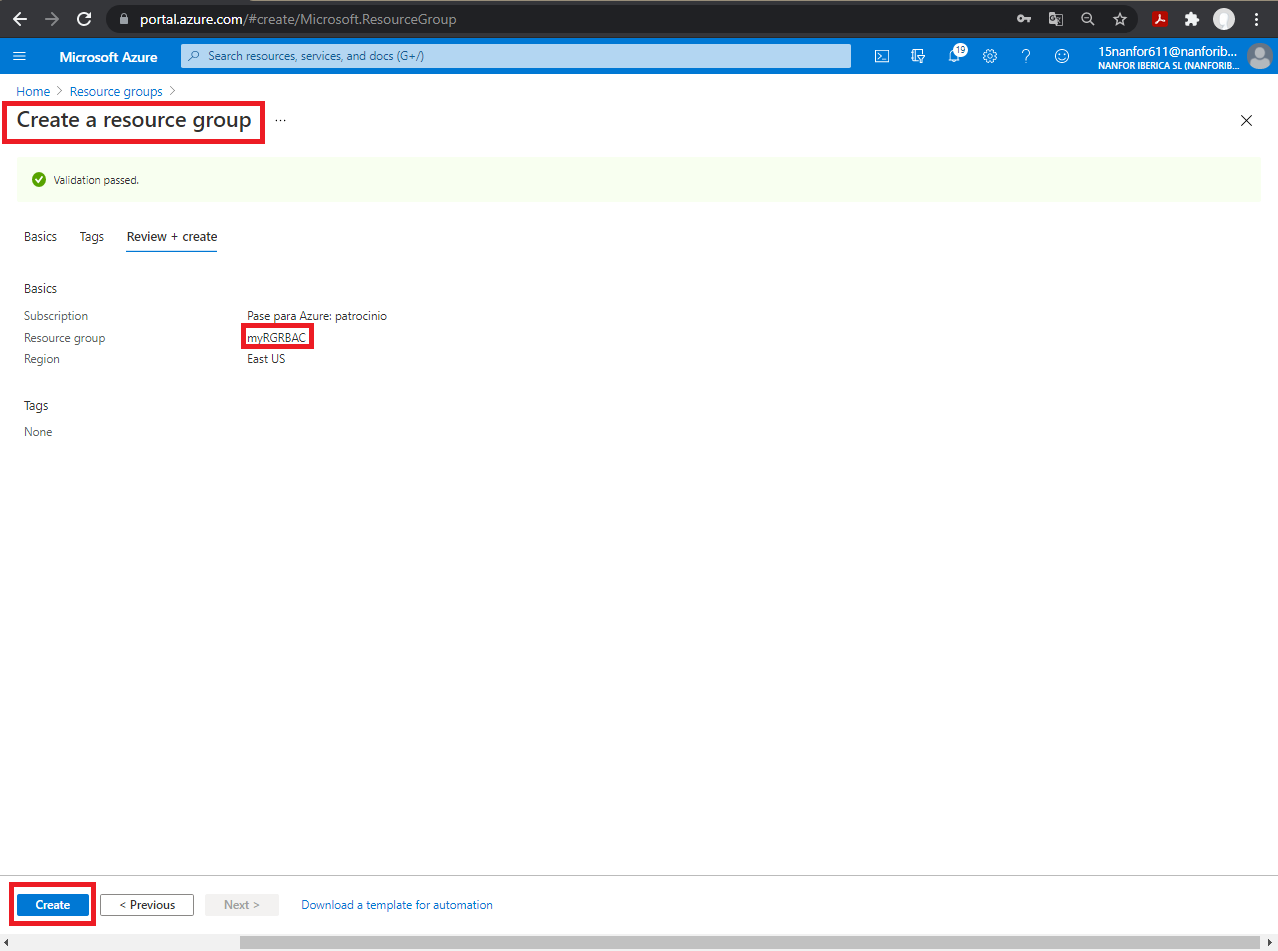 portal.azure.com/#create/Microsoft.ResourceGroup
Microsoft Azure
Search resources, services, and docs (G+/)
19
15nanfor611@nanforib...
NANFOR IBERICA SL (NANFORIB...
Home > Resource groups >
Create a resource group ...
Validation passed.
Basics Tags Review + create
Basics
Subscription Pase para Azure: patrocinio
Resource group myRGRBAC
Region East US
Tags
None
Create < Previous Next > Download a template for automation